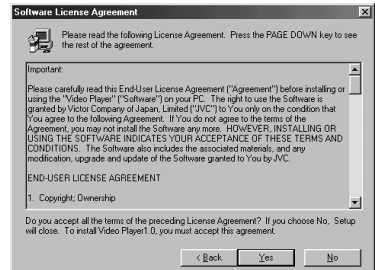 Software License Agreement
Please read the following License Agreement. Press the PAGE DOWN key to see
the rest of the agreement.
Important:
Please carefully read this End-User License Agreement ("Agreement") before installing or
using the "Video Player" ("Software") on your PC. The right to use the Software is
granted by Victor Company of Japan, Limited ("JVC") to You only on the condition that
You agree to the following Agreement. If You do not agree to the terms of the
Agreement, you may not install the Software any more. HOWEVER, INSTALLING OR
USING THE SOFTWARE INDICATES YOUR ACCEPTANCE OF THESE TERMS AND
CONDITIONS. The Software also includes the associated materials, and any
modification, upgrade and update of the Software granted to You by JVC.
END-USER LICENSE AGREEMENT
1. Copyright; Ownership
Do you accept all the terms of the preceding License Agreement? If you choose No, Setup
will close. To install Video Player1.0, you must accept this agreement.
< Back Yes No